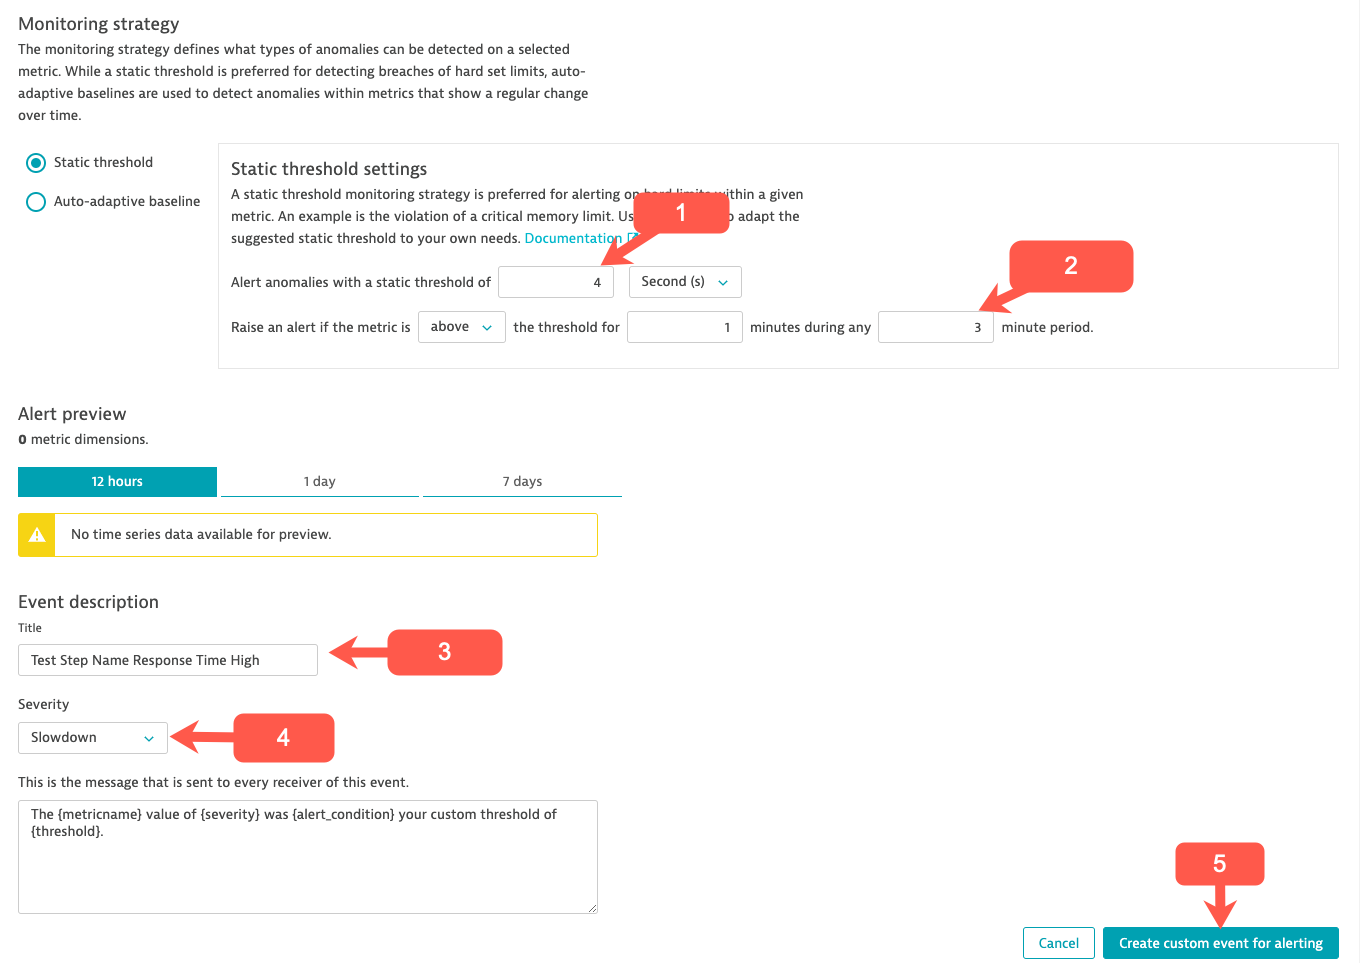 Monitoring strategy
The monitoring strategy defines what types of anomalies can be detected on a selected
metric. While a static threshold is preferred for detecting breaches of hard set limits, auto-
adaptive baselines are used to detect anomalies within metrics that show a regular change
over time.
Static threshold
Auto-adaptive baseline
Static threshold settings
A static threshold monitoring strategy is preferred for alerting on hard limits within a given
metric. An example is the violation of a critical memory limit. adapt the
suggested static threshold to your own needs. Documentation
1
2
Alert anomalies with a static threshold of 4 Second (s)
Raise an alert if the metric is above the threshold for 1 minutes during any 3 minute period.
Alert preview
0 metric dimensions.
12 hours 1 day 7 days
No time series data available for preview.
Event description
Title
Test Step Name Response Time High
3
Severity
Slowdown
4
This is the message that is sent to every receiver of this event.
The {metricname} value of {severity} was {alert_condition} your custom threshold of
{threshold}.
5
Cancel Create custom event for alerting